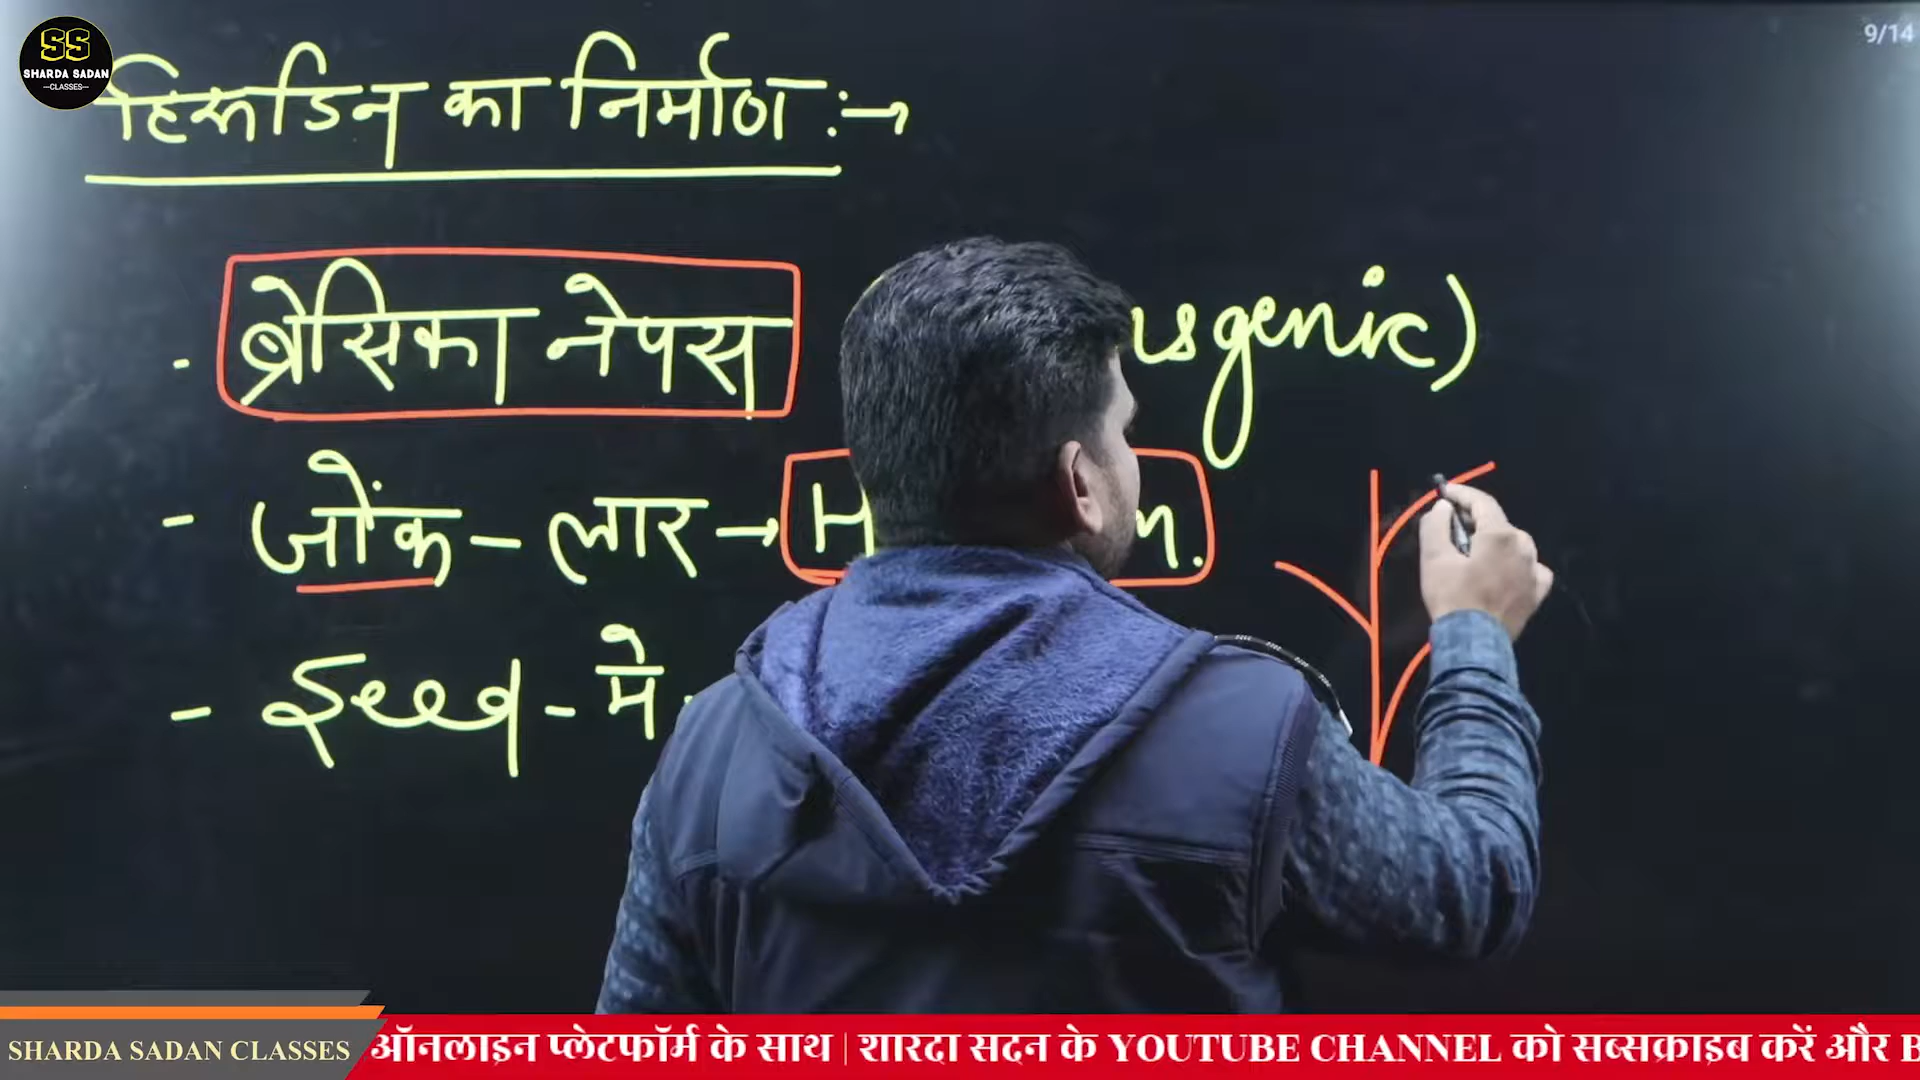 SS
SHARDA SADAN
CLASSES
9/14
हिरुडिन का निर्माण :→
- ब्रेसिका नेपस
genic)
- जोंक - लार →
- Seed - मे
SHARDA SADAN CLASSES
ऑनलाइन प्लेटफॉर्म के साथ | शारदा सदन के YOUTUBE CHANNEL को सब्सक्राइब करें और B